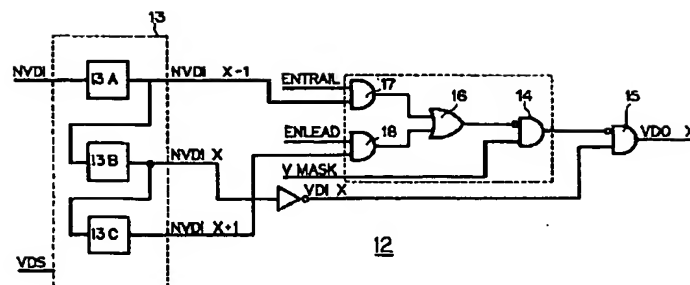 13
NVDI
13A
NVDI X-1
ENTRAIL
17
16
14
15
VDO X
13B
NVDI X
ENLEAD
18
V MASK
VDI X
13C
NVDI X+1
VDS
12